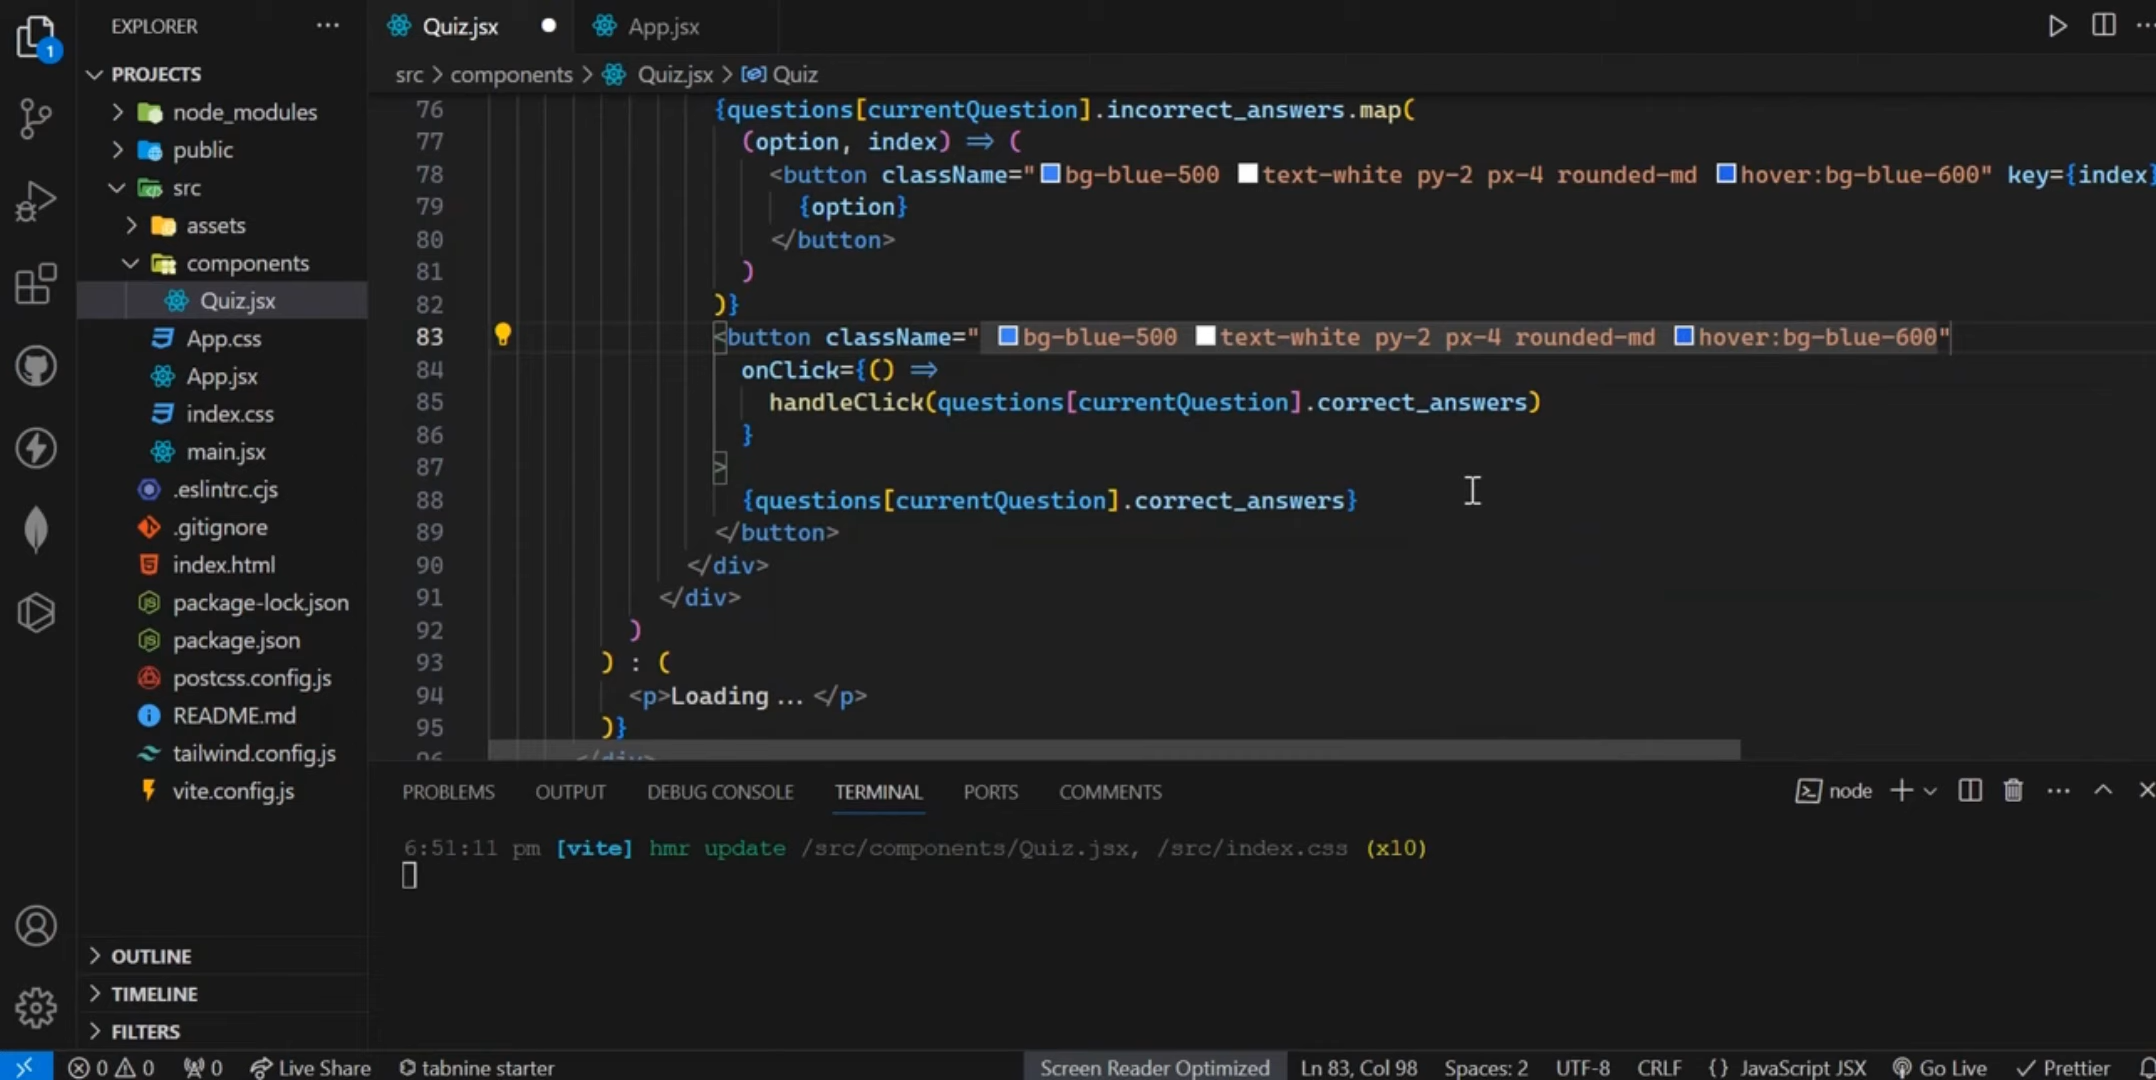 EXPLORER
PROJECTS
node_modules
public
src
assets
components
Quiz.jsx
App.css
App.jsx
index.css
main.jsx
.eslintrc.cjs
.gitignore
index.html
package-lock.json
package.json
postcss.config.js
README.md
tailwind.config.js
vite.config.js
OUTLINE
TIMELINE
FILTERS
1
Quiz.jsx
App.jsx
src > components > Quiz.jsx > Quiz
76 {questions[currentQuestion].incorrect_answers.map(
77 (option, index) => (
78 <button className="bg-blue-500 text-white py-2 px-4 rounded-md hover:bg-blue-600" key={index}
79 {option}
80 </button>
81 )
82 )}
83 <button className=" bg-blue-500 text-white py-2 px-4 rounded-md hover:bg-blue-600"
84 onClick={() =>
85 handleClick(questions[currentQuestion].correct_answers)
86 }
87 >
88 {questions[currentQuestion].correct_answers}
89 </button>
90 </div>
91 </div>
92 )
93 ) : (
94 <p>Loading...</p>
95 )}
PROBLEMS OUTPUT DEBUG CONSOLE TERMINAL PORTS COMMENTS
node
6:51:11 pm [vite] hmr update /src/components/Quiz.jsx, /src/index.css (x10)
0 0 0 Live Share tabnine starter Screen Reader Optimized Ln 83, Col 98 Spaces: 2 UTF-8 CRLF {} JavaScript JSX Go Live Prettier